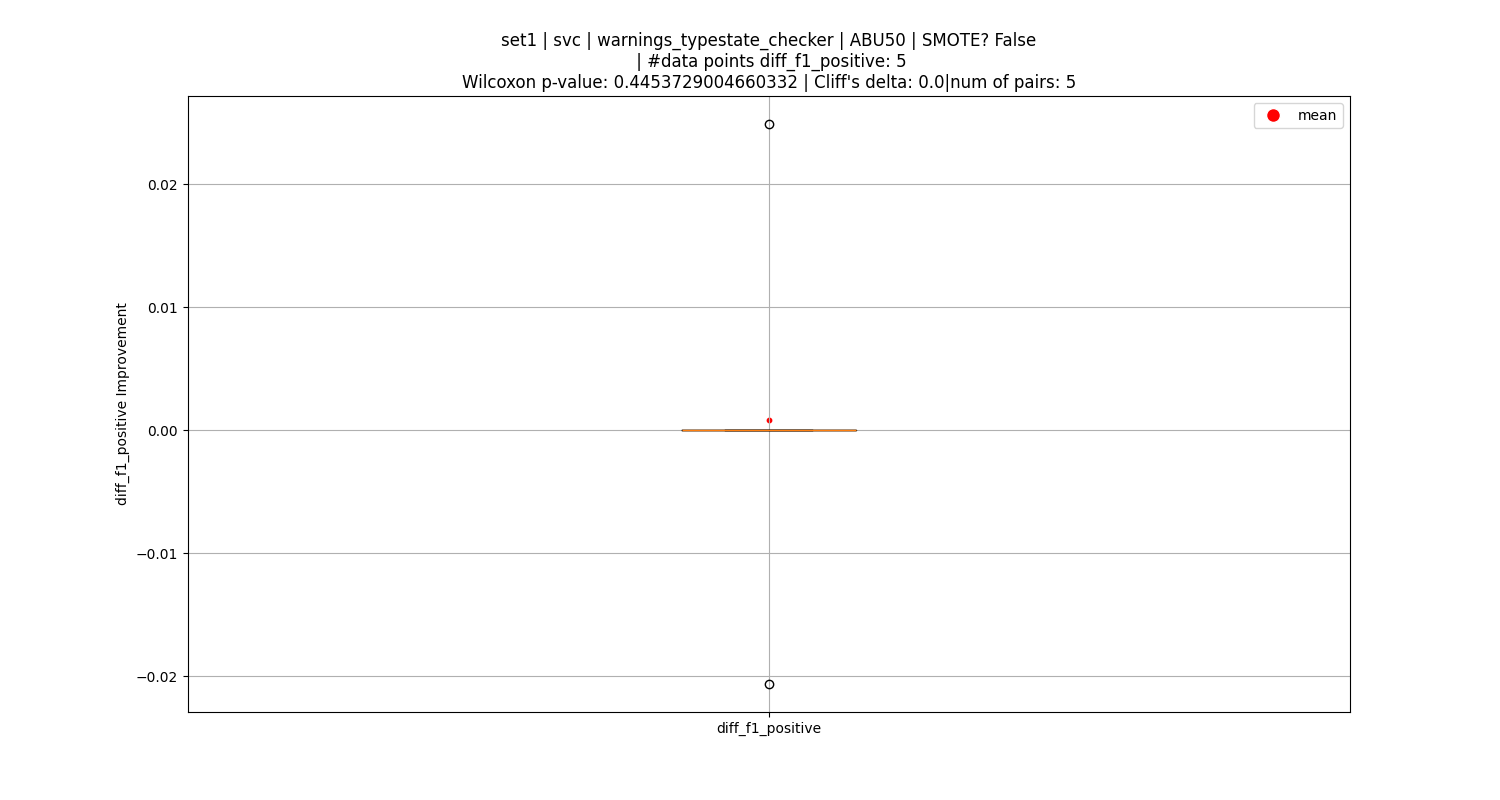 set1 | svc | warnings_typestate_checker | ABU50 | SMOTE? False
| #data points diff_f1_positive: 5
Wilcoxon p-value: 0.4453729004660332 | Cliff's delta: 0.0|num of pairs: 5
mean
0.02
0.01
0.00
−0.01
−0.02
diff_f1_positive Improvement
diff_f1_positive